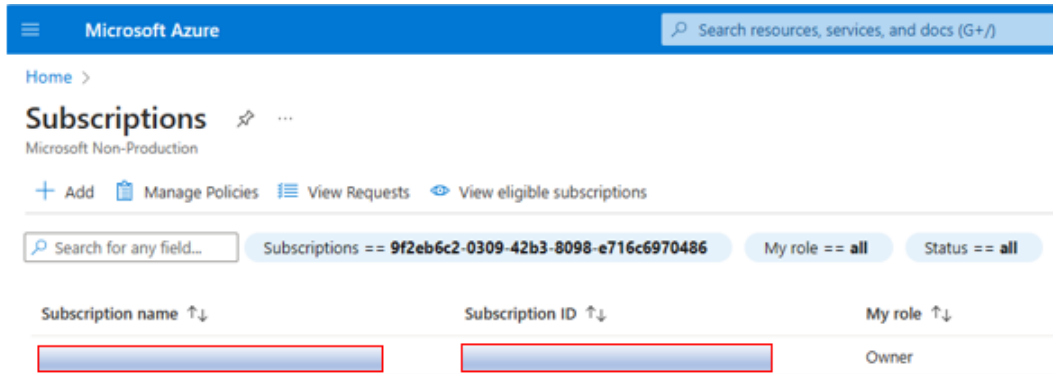 Microsoft Azure Search resources, services, and docs (G+/)
Home >
Subscriptions ...
Microsoft Non-Production
+ Add Manage Policies View Requests View eligible subscriptions
Search for any field... Subscriptions == 9f2eb6c2-0309-42b3-8098-e716c6970486 My role == all Status == all
Subscription name ↑↓ Subscription ID ↑↓ My role ↑↓
Owner